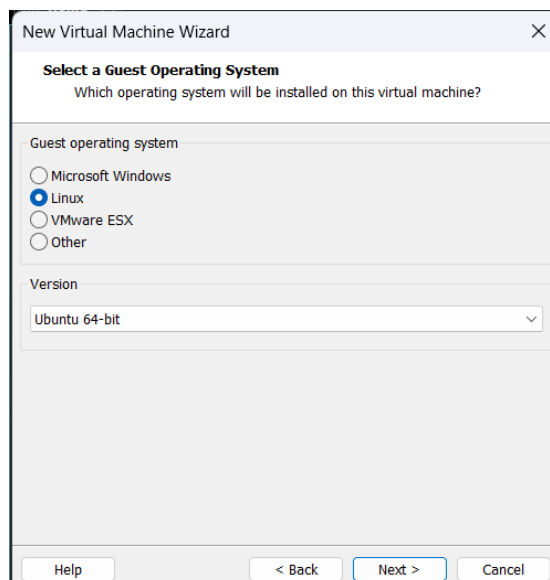 New Virtual Machine Wizard
Select a Guest Operating System
Which operating system will be installed on this virtual machine?
Guest operating system
Microsoft Windows
Linux
VMware ESX
Other
Version
Ubuntu 64-bit
Help
< Back
Next >
Cancel